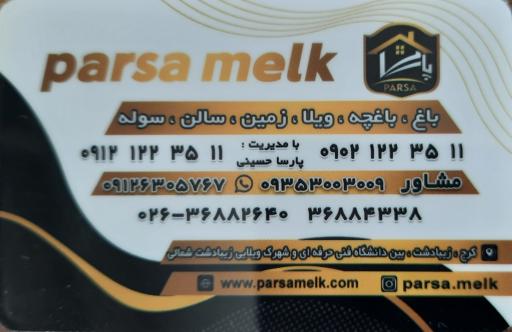 parsa melk
پارسا
PARSA
باغ ، باغچه ، ویلا ، زمین ، سالن ، سوله
۰۹۱۲ ۱۲۲ ۳۵ ۱۱ با مدیریت : پارسا حسینی ۰۹۰۲ ۱۲۲ ۳۵ ۱۱
مشاور ۰۹۳۵۳۰۰۳۰۰۹ ۰۹۱۲۶۳۰۵۷۶۷
۰۲۶-۳۶۸۸۲۶۴۰ ۳۶۸۸۴۳۳۸
کرج ، زیبادشت ، بین دانشگاه فنی حرفه ای و شهرک ویلایی زیبادشت شمالی
www.parsamelk.com parsa.melk